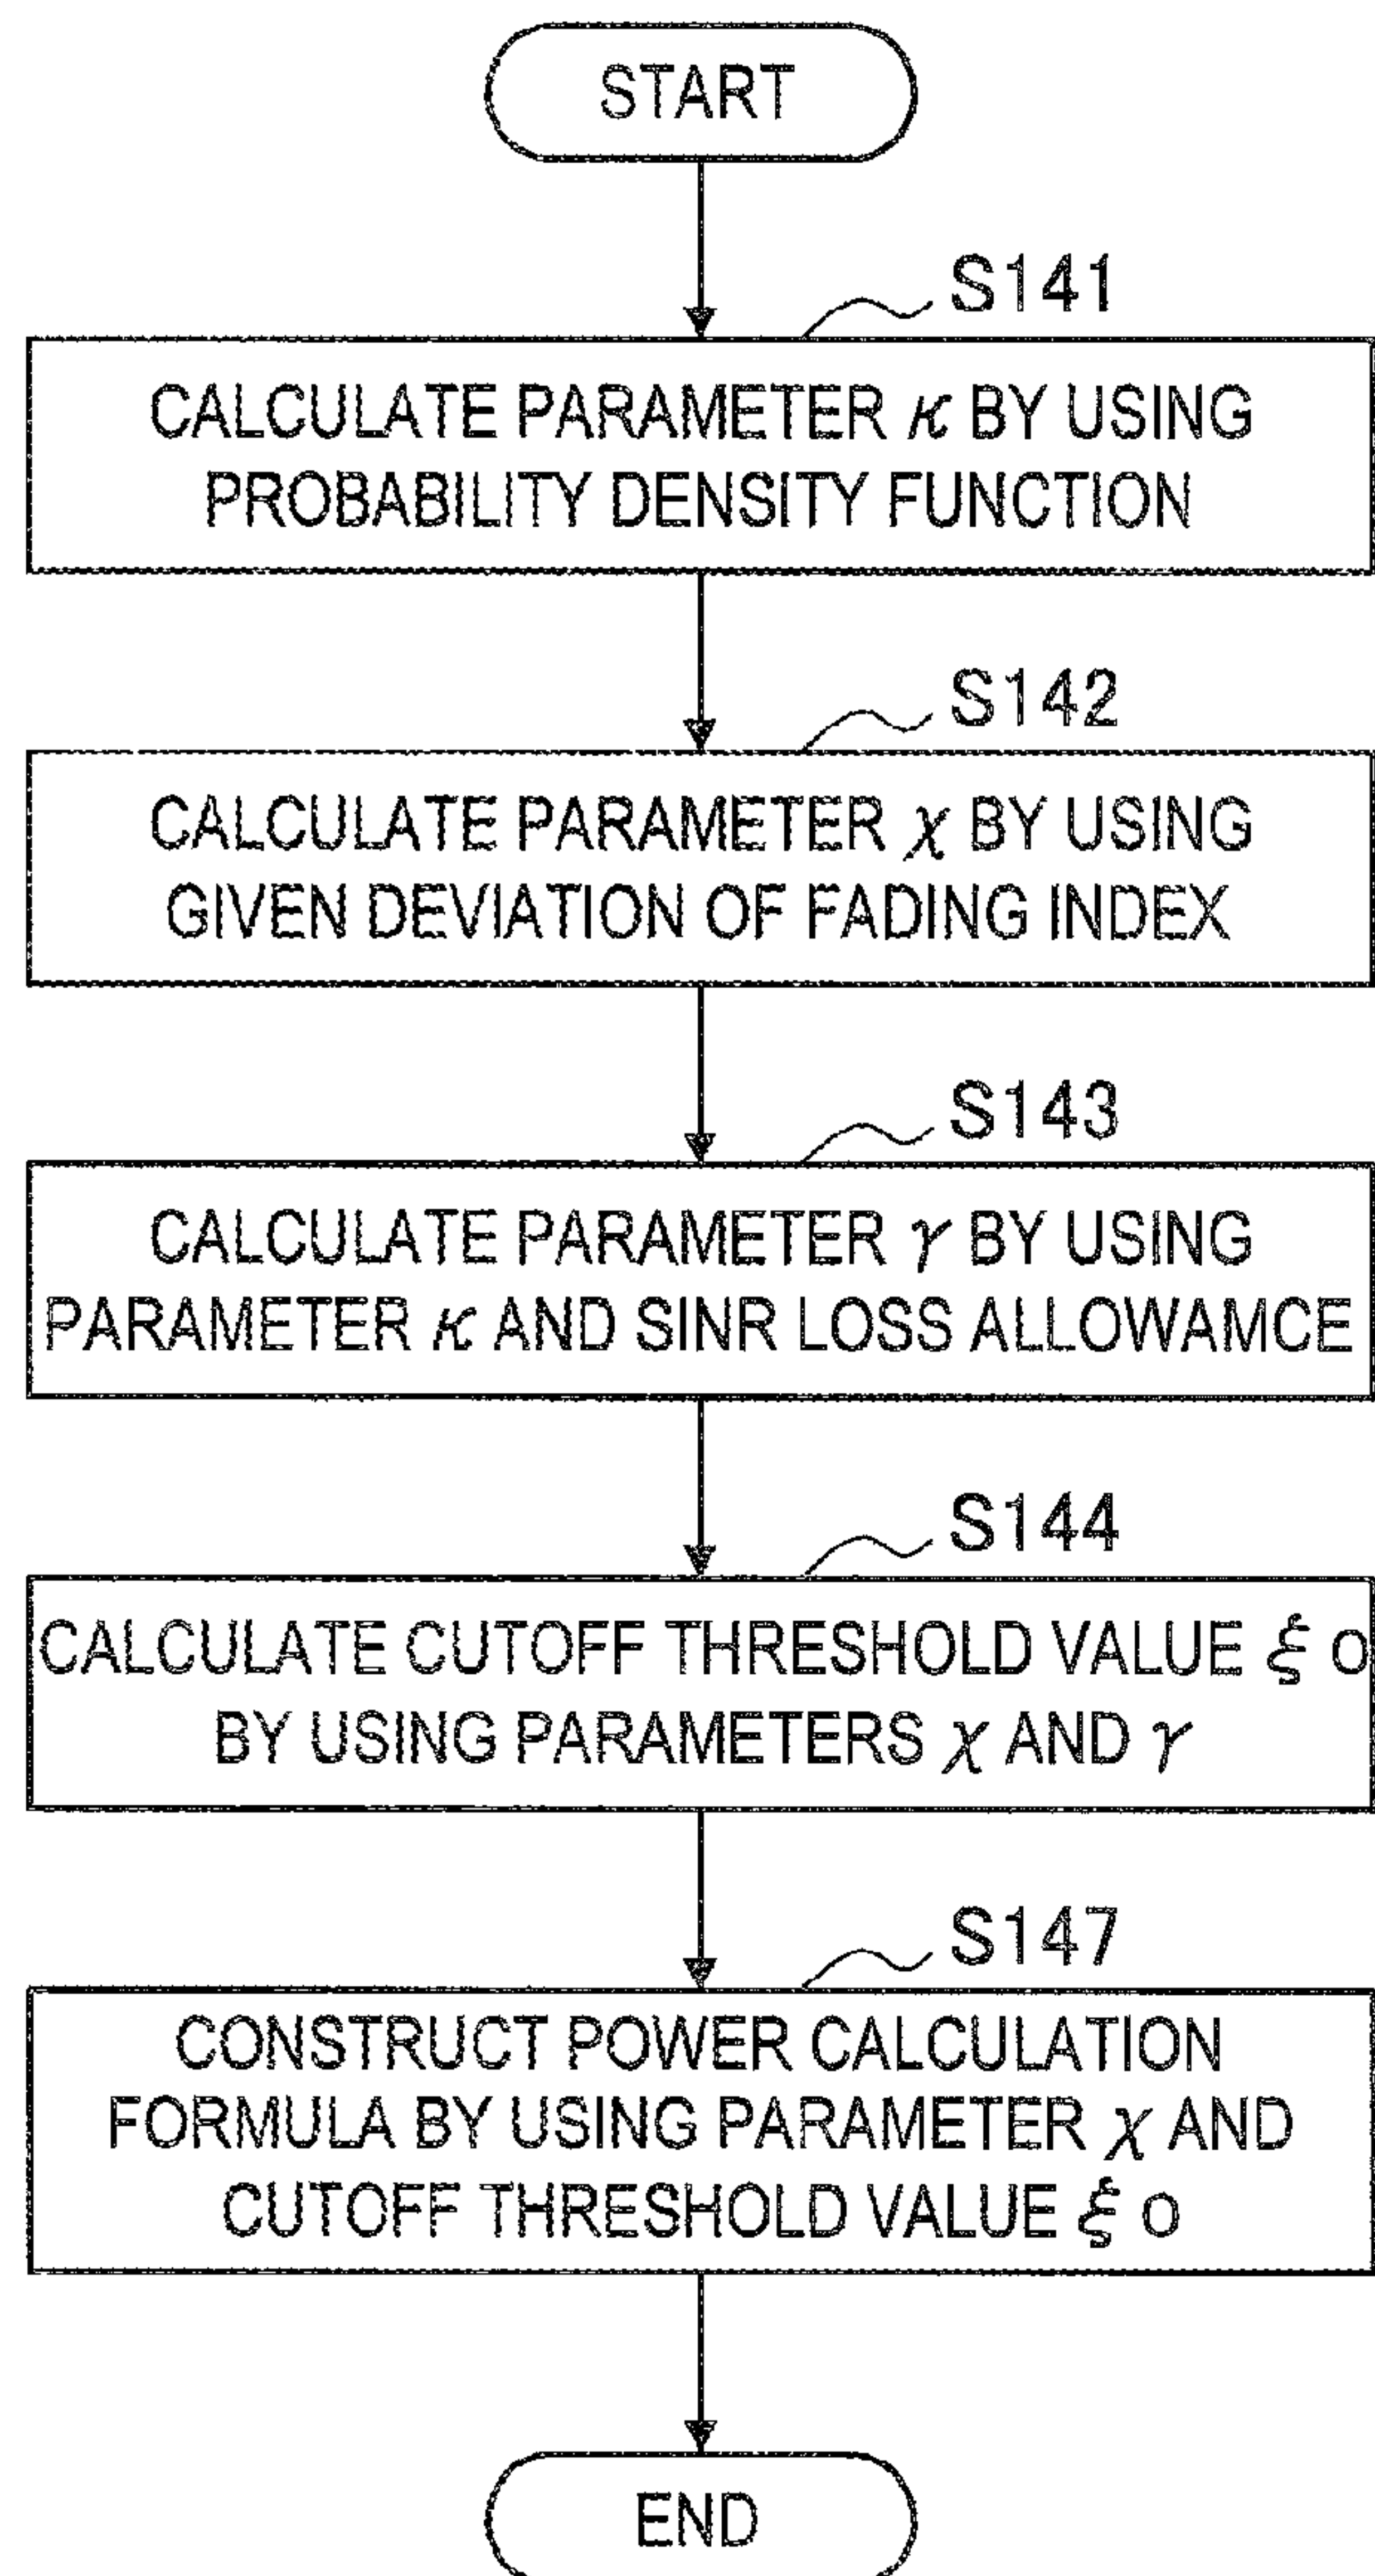 START
S141
CALCULATE PARAMETER κ BY USING
PROBABILITY DENSITY FUNCTION
S142
CALCULATE PARAMETER χ BY USING
GIVEN DEVIATION OF FADING INDEX
S143
CALCULATE PARAMETER γ BY USING
PARAMETER κ AND SINR LOSS ALLOWAMCE
S144
CALCULATE CUTOFF THRESHOLD VALUE ξ o
BY USING PARAMETERS χ AND γ
S147
CONSTRUCT POWER CALCULATION
FORMULA BY USING PARAMETER χ AND
CUTOFF THRESHOLD VALUE ξ o
END